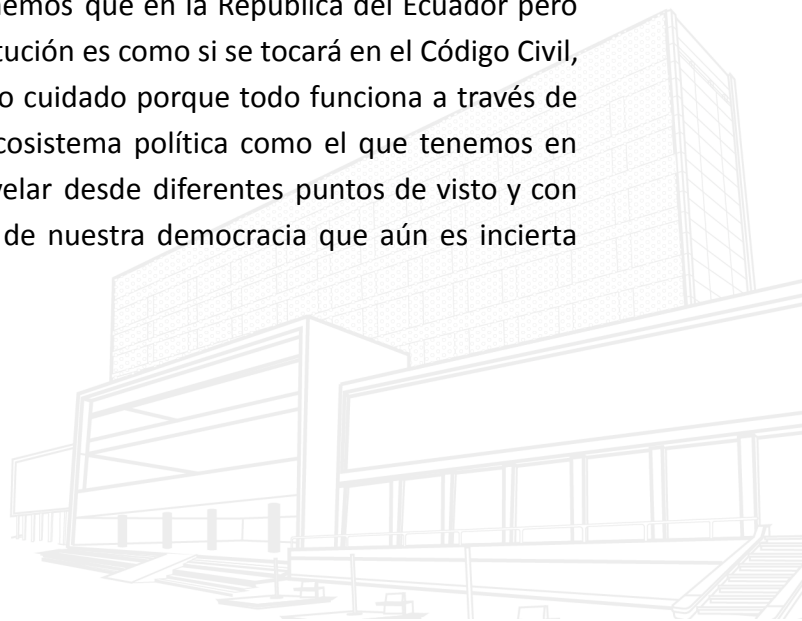 nemos que en la República del Ecuador pero
tución es como si se tocará en el Código Civil,
o cuidado porque todo funciona a través de
cosistema política como el que tenemos en
velar desde diferentes puntos de visto y con
de nuestra democracia que aún es incierta